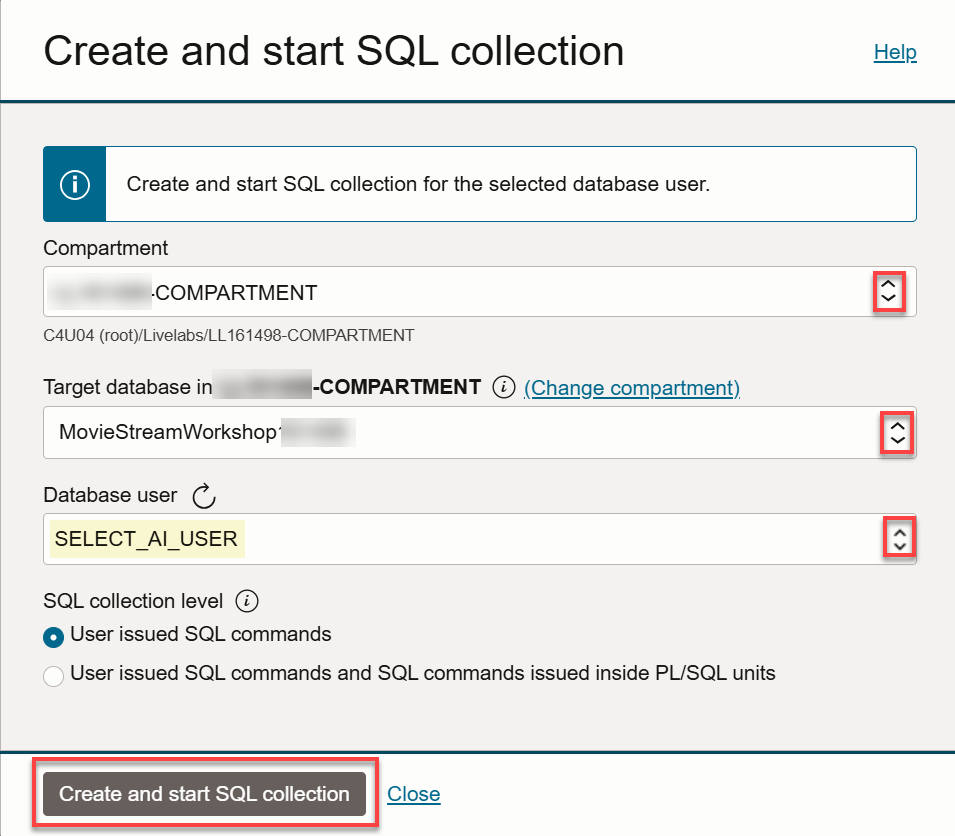 Create and start SQL collection
Help
Create and start SQL collection for the selected database user.
Compartment
-COMPARTMENT
C4U04 (root)/Livelabs/LL161498-COMPARTMENT
Target database in -COMPARTMENT (Change compartment)
MovieStreamWorkshop
Database user
SELECT_AI_USER
SQL collection level
User issued SQL commands
User issued SQL commands and SQL commands issued inside PL/SQL units
Create and start SQL collection
Close